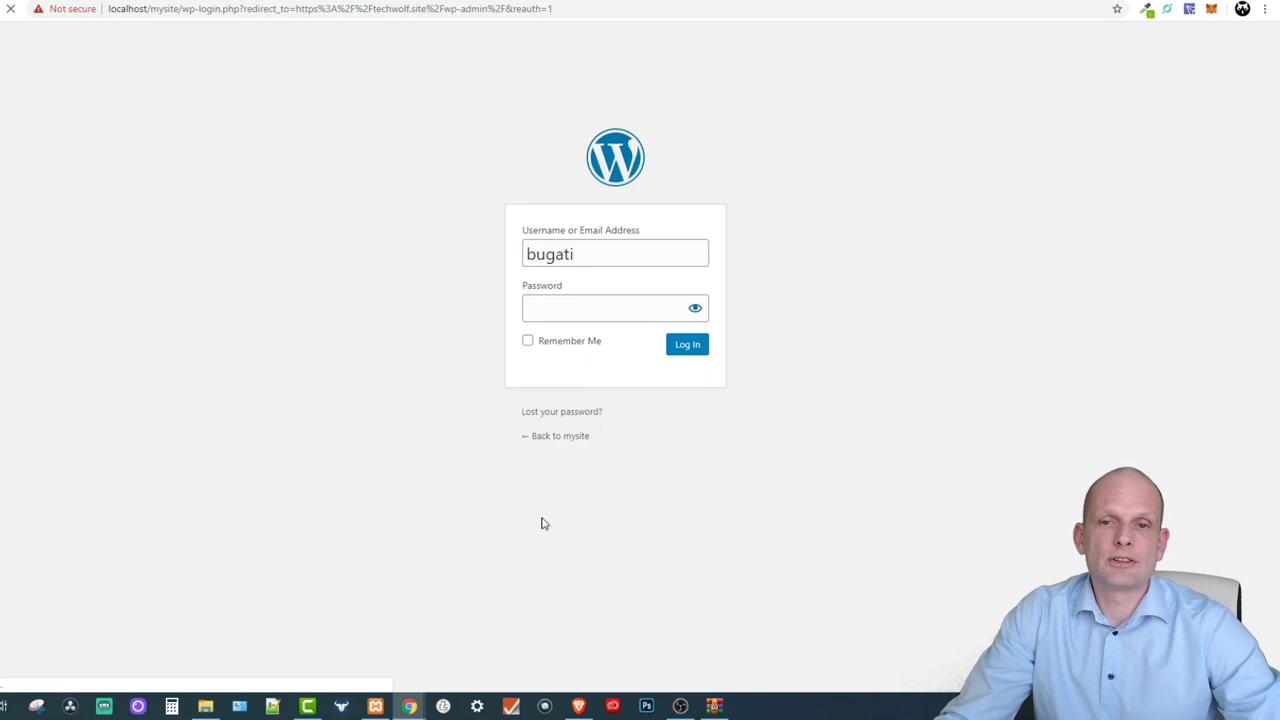 Not secure
localhost/mysite/wp-login.php?redirect_to=https%3A%2F%2Ftechwolf.site%2Fwp-admin%2F&reauth=1
Username or Email Address
bugati
Password
Remember Me
Log In
Lost your password?
← Back to mysite